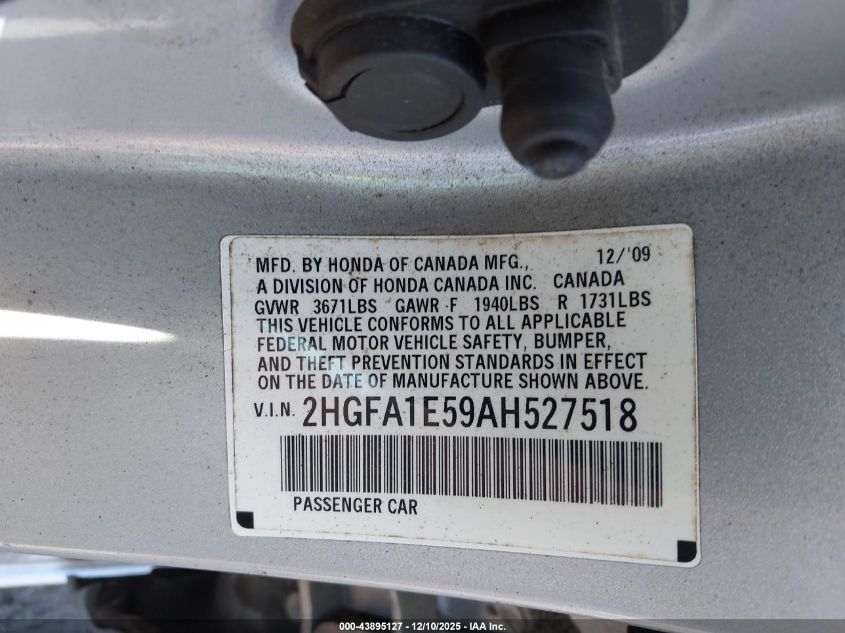 MFD. BY HONDA OF CANADA MFG., 12/'09
A DIVISION OF HONDA CANADA INC. CANADA
GVWR 3671LBS GAWR F 1940LBS R 1731LBS
THIS VEHICLE CONFORMS TO ALL APPLICABLE
FEDERAL MOTOR VEHICLE SAFETY, BUMPER,
AND THEFT PREVENTION STANDARDS IN EFFECT
ON THE DATE OF MANUFACTURE SHOWN ABOVE.
V.I.N. 2HGFA1E59AH527518
PASSENGER CAR
000-43895127 - 12/10/2025 - IAA, Inc.